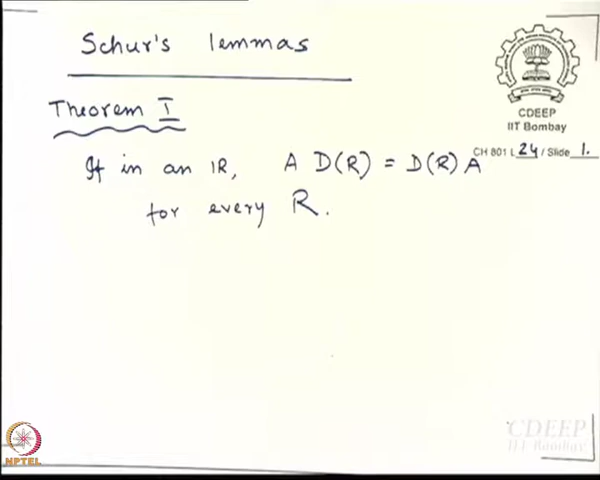 Schur's lemmas
Theorem I
If in an IR, A D(R) = D(R) A
for every R.
CDEEP
IIT Bombay
CH 801 L 24 / Slide 1.
CDEEP
IIT Bombay
NPTEL